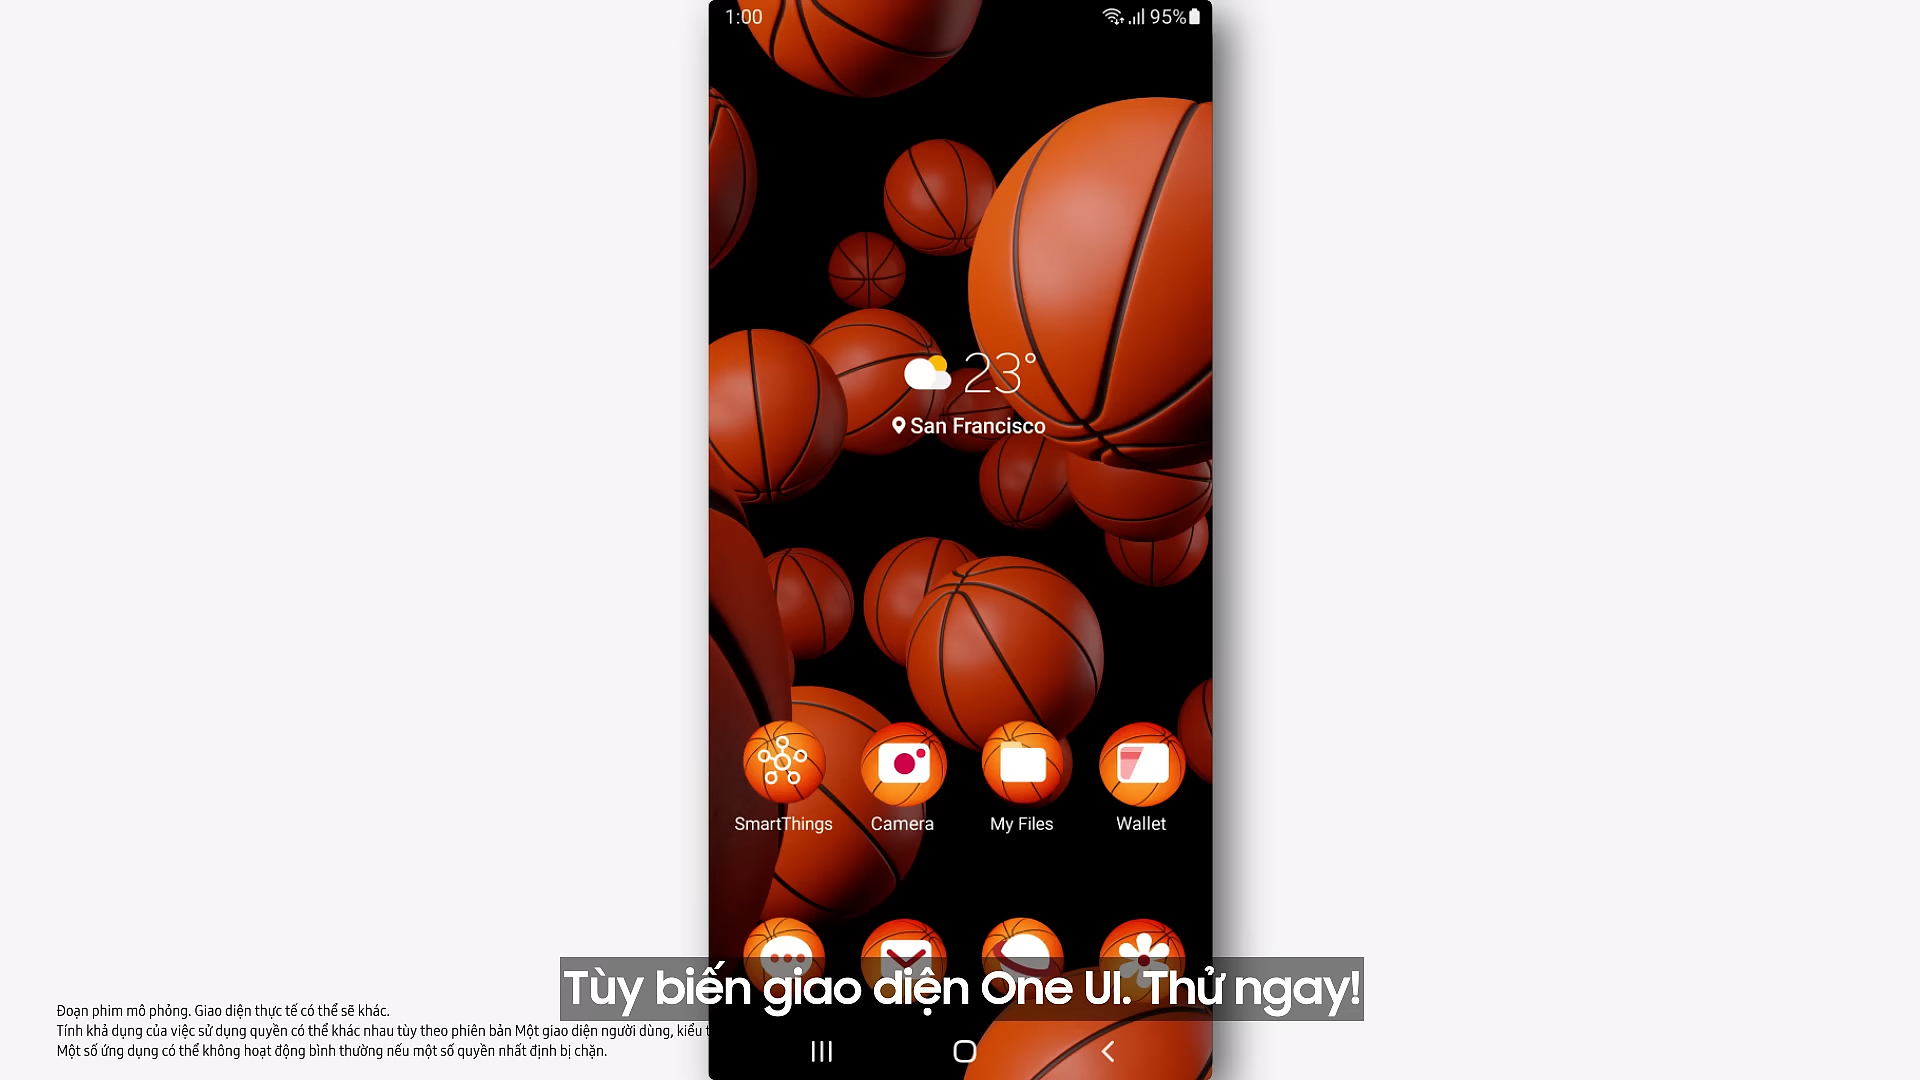 1:00
95%
23°
San Francisco
SmartThings
Camera
My Files
Wallet
Tùy biến giao diện One UI. Thử ngay!
Đoạn phim mô phỏng. Giao diện thực tế có thể sẽ khác.
Tính khả dụng của việc sử dụng quyền có thể khác nhau tùy theo phiên bản Một giao diện người dùng, kiểu
Một số ứng dụng có thể không hoạt động bình thường nếu một số quyền nhất định bị chặn.